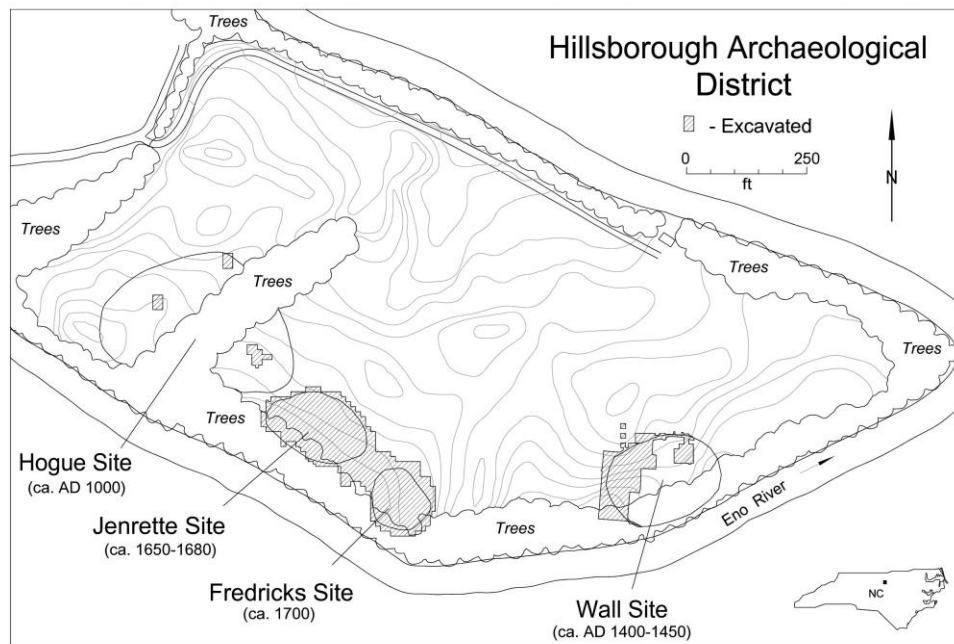 Trees
Hillsborough Archaeological
District
- Excavated
0 250
ft
N
Trees
Trees
Trees
Trees
Trees
Trees
Hogue Site
(ca. AD 1000)
Jenrette Site
(ca. 1650-1680)
Fredricks Site
(ca. 1700)
Wall Site
(ca. AD 1400-1450)
Eno River
NC